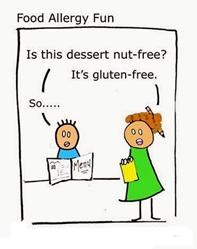 Food Allergy Fun
Is this dessert nut-free?
It's gluten-free.
So.....
Menu